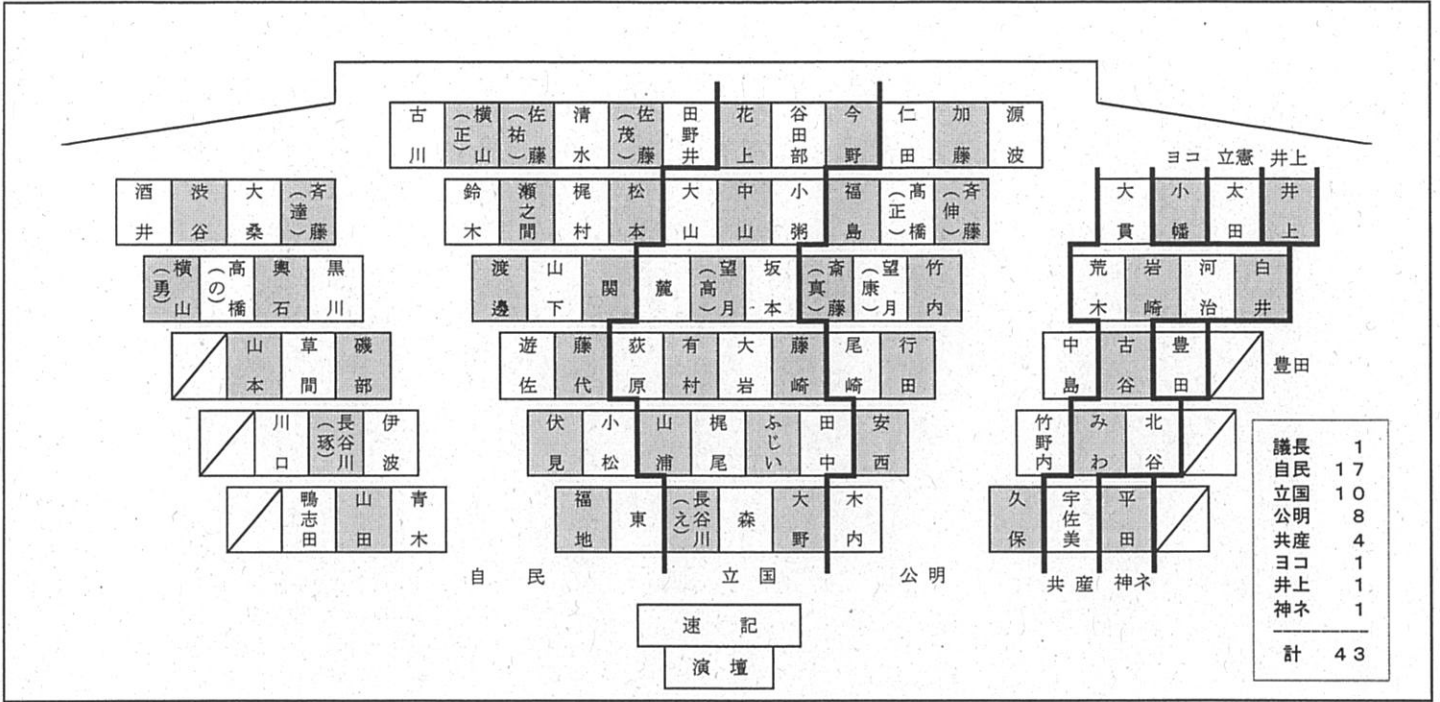 古川 横山(正) 佐藤(祐) 清水 佐藤(茂) 田野井 花上 谷田部 今野 仁田 加藤 源波
ヨコ 立憲 井上
酒井 渋谷 大桑 斉藤(達) 鈴木 瀬之間 梶村 松本 大山 中山 小粥 福島 髙橋(正) 斉藤(伸) 大貫 小幡 太田 井上
横山(勇) 高橋(の) 輿石 黒川 渡邊 山下 関 麓 望月(高) 坂本 斎藤(真) 望月(康) 竹内 荒木 岩崎 河治 白井
山本 草間 磯部 遊佐 藤代 荻原 有村 大岩 藤崎 尾崎 行田 中島 古谷 豊田 豊田
川口 長谷川(琢) 伊波 伏見 小松 山浦 梶尾 ふじい 田中 安西 竹野内 みわ 北谷
鴨志田 山田 青木 福地 東 長谷川(え) 森 大野 木内 久保 宇佐美 平田
自民 立国 公明 共産 神ネ
速記
演壇
議長 1
自民 17
立国 10
公明 8
共産 4
ヨコ 1
井上 1
神ネ 1
計 43